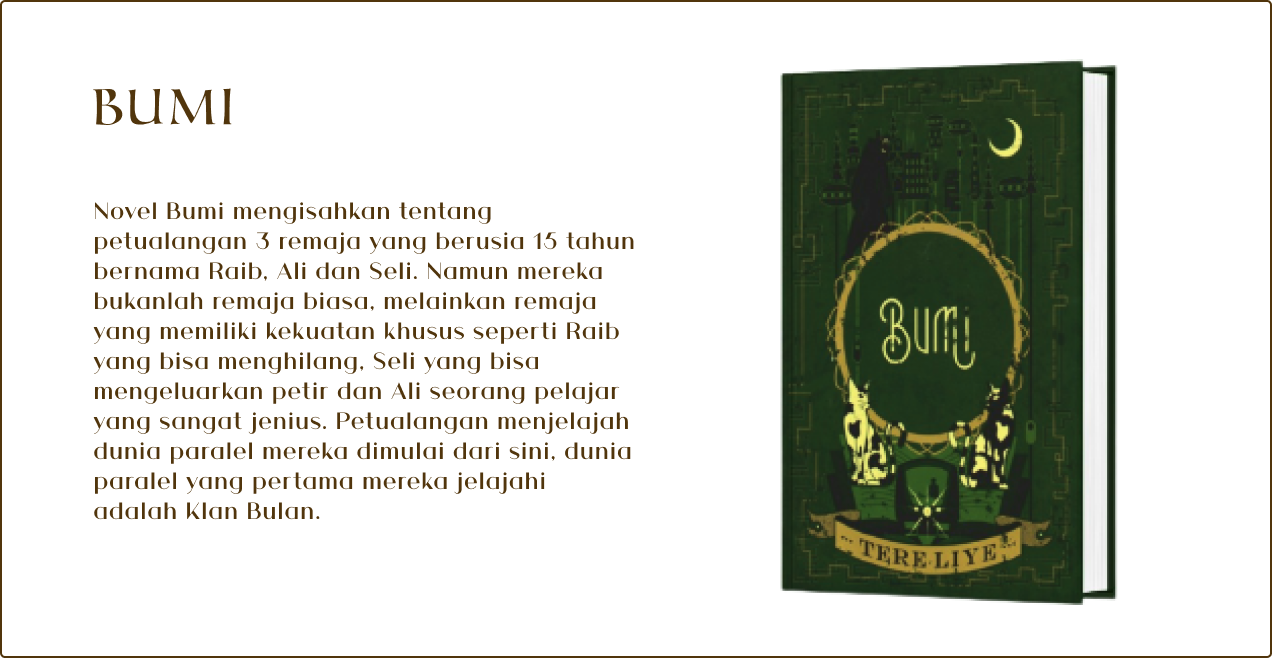 BUMI
Novel Bumi mengisahkan tentang
petualangan 3 remaja yang berusia 15 tahun
bernama Raib, Ali dan Seli. Namun mereka
bukanlah remaja biasa, melainkan remaja
yang memiliki kekuatan khusus seperti Raib
yang bisa menghilang, Seli yang bisa
mengeluarkan petir dan Ali seorang pelajar
yang sangat jenius. Petualangan menjelajah
dunia paralel mereka dimulai dari sini, dunia
paralel yang pertama mereka jelajahi
adalah Klan Bulan.
BUMI
TERE LIYE